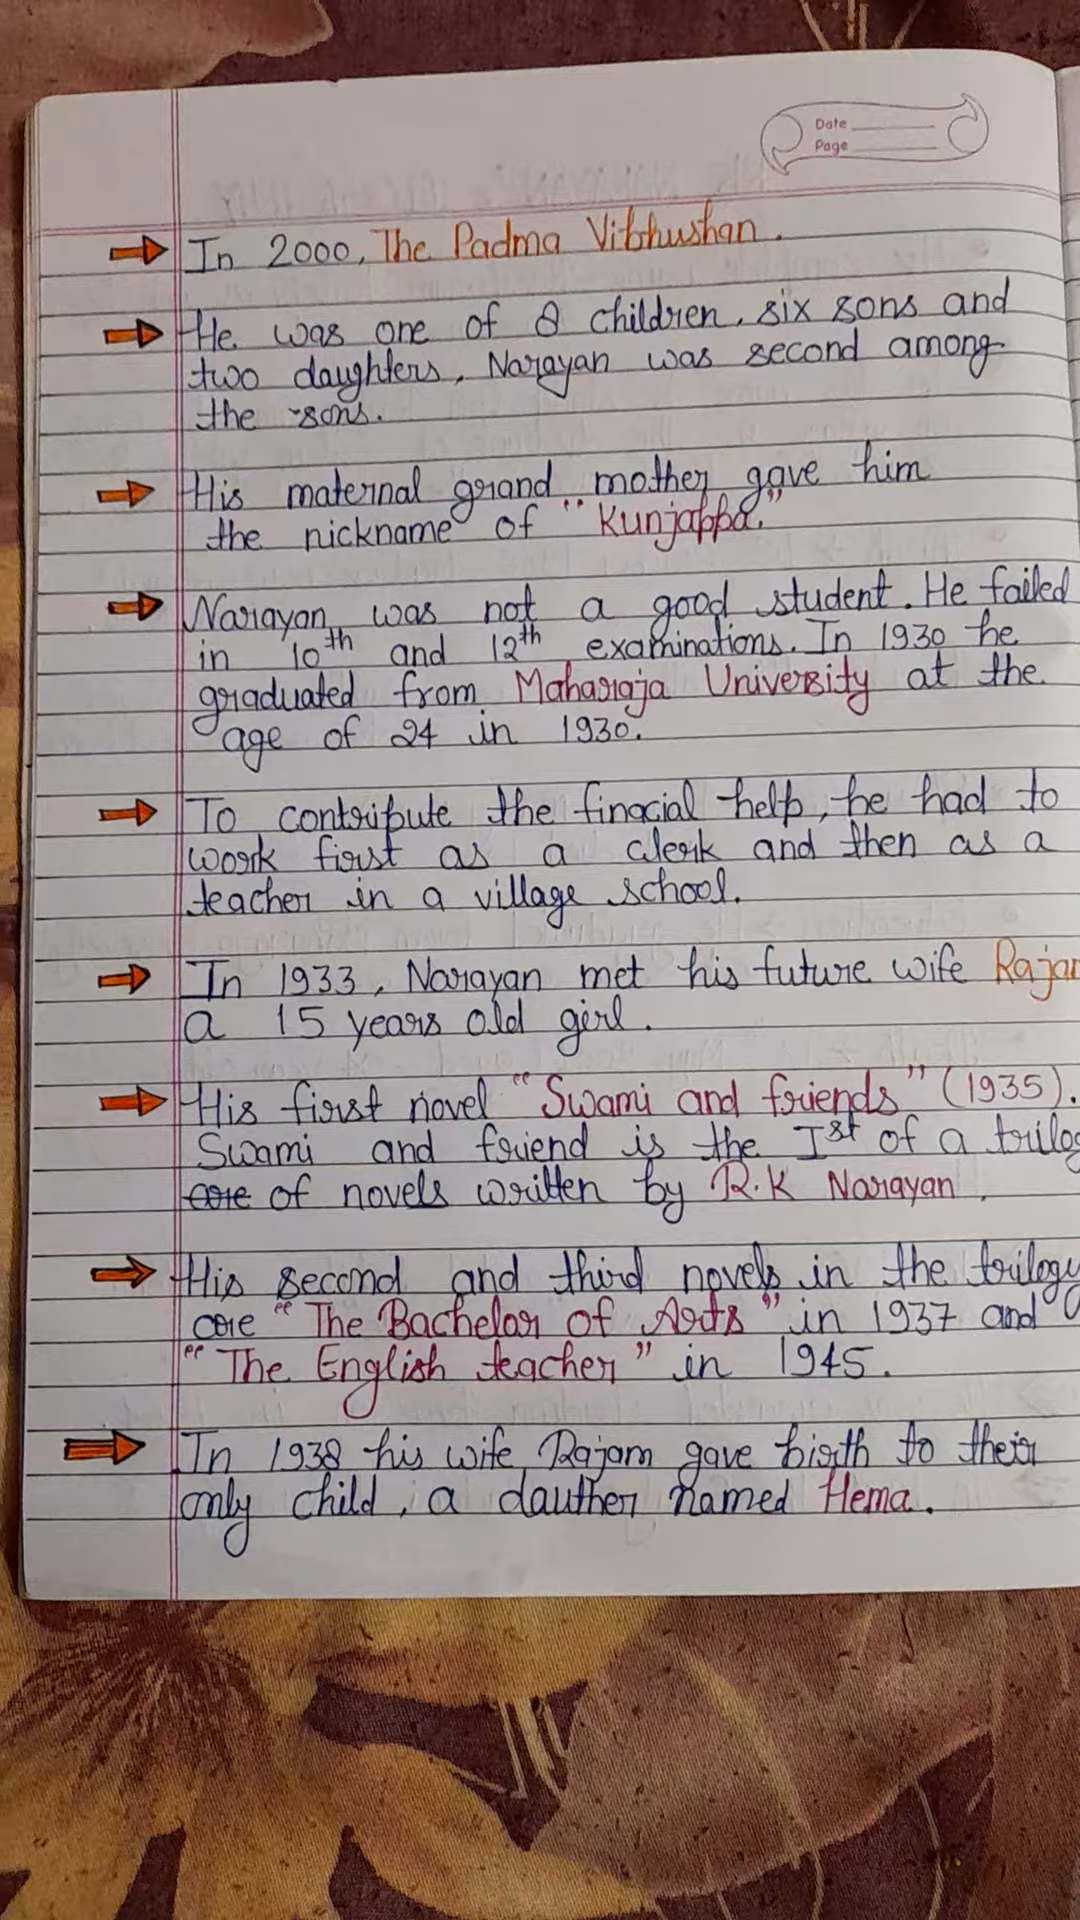 Date
Page
In 2000, The Padma Vibhushan.
He was one of 8 children, six sons and
two daughters, Narayan was second among
the sons.
His maternal grand mother gave him
the nickname of "Kunjappa."
Narayan was not a good student. He failed
in 10th and 12th examinations. In 1930 he
graduated from Maharaja University at the
age of 24 in 1930.
To contribute the finacial help, he had to
work first as a clerk and then as a
teacher in a village school.
In 1933, Narayan met his future wife Rajam
a 15 years old girl.
His first novel "Swami and friends" (1935).
Swami and friend is the Ist of a trilog
of novels written by R.K Narayan.
His second and third novels in the trilogy
are "The Bachelor of Arts" in 1937 and
"The English teacher" in 1945.
In 1938 his wife Rajam gave birth to their
only child, a dauther named Hema.